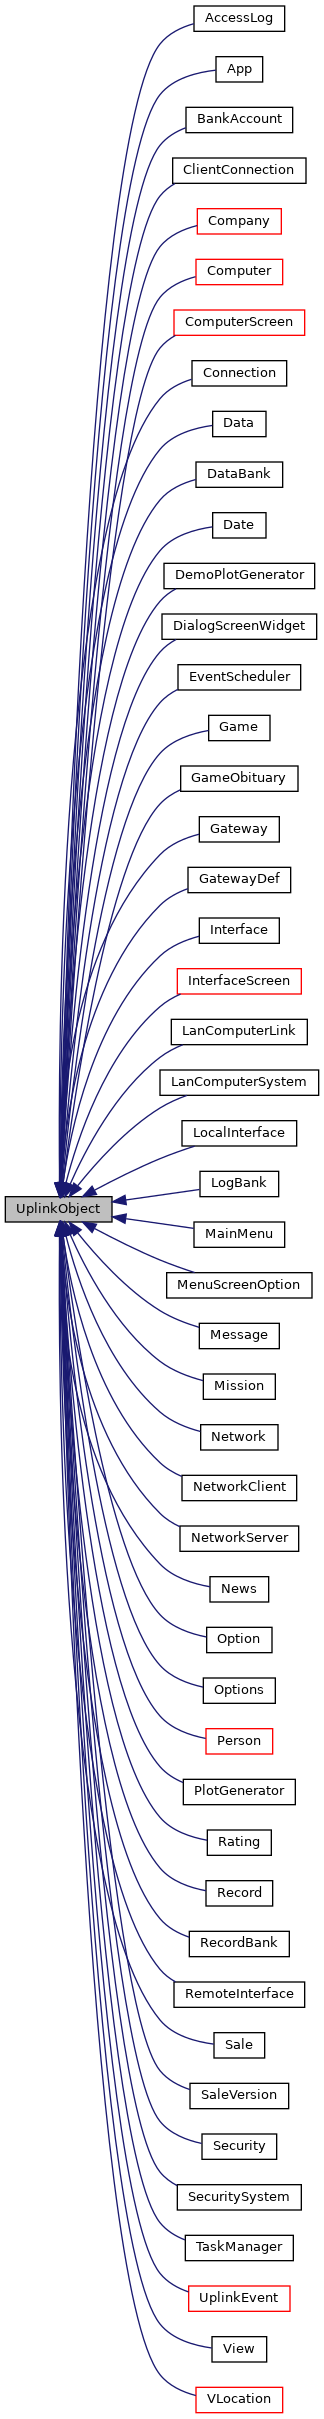 AccessLog
App
BankAccount
ClientConnection
Company
Computer
ComputerScreen
Connection
Data
DataBank
Date
DemoPlotGenerator
DialogScreenWidget
EventScheduler
Game
GameObituary
Gateway
GatewayDef
Interface
InterfaceScreen
LanComputerLink
LanComputerSystem
LocalInterface
LogBank
UplinkObject
MainMenu
MenuScreenOption
Message
Mission
Network
NetworkClient
NetworkServer
News
Option
Options
Person
PlotGenerator
Rating
Record
RecordBank
RemoteInterface
Sale
SaleVersion
Security
SecuritySystem
TaskManager
UplinkEvent
View
VLocation